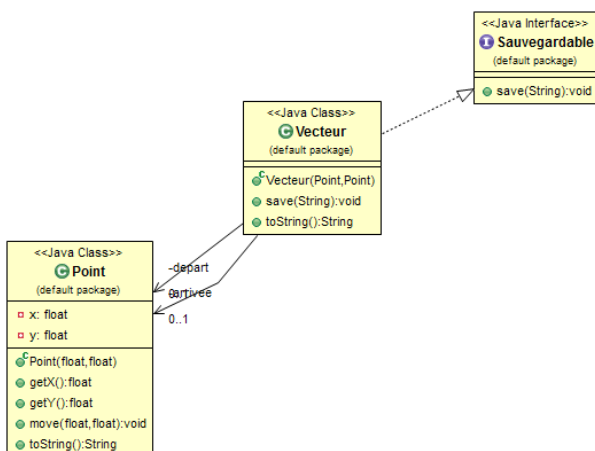 <<Java Interface>>
Sauvegardable
(default package)
save(String):void
<<Java Class>>
Vecteur
(default package)
Vecteur(Point,Point)
save(String):void
toString():String
-depart
0..1
-arrivee
0..1
<<Java Class>>
Point
(default package)
x: float
y: float
Point(float,float)
getX():float
getY():float
move(float,float):void
toString():String